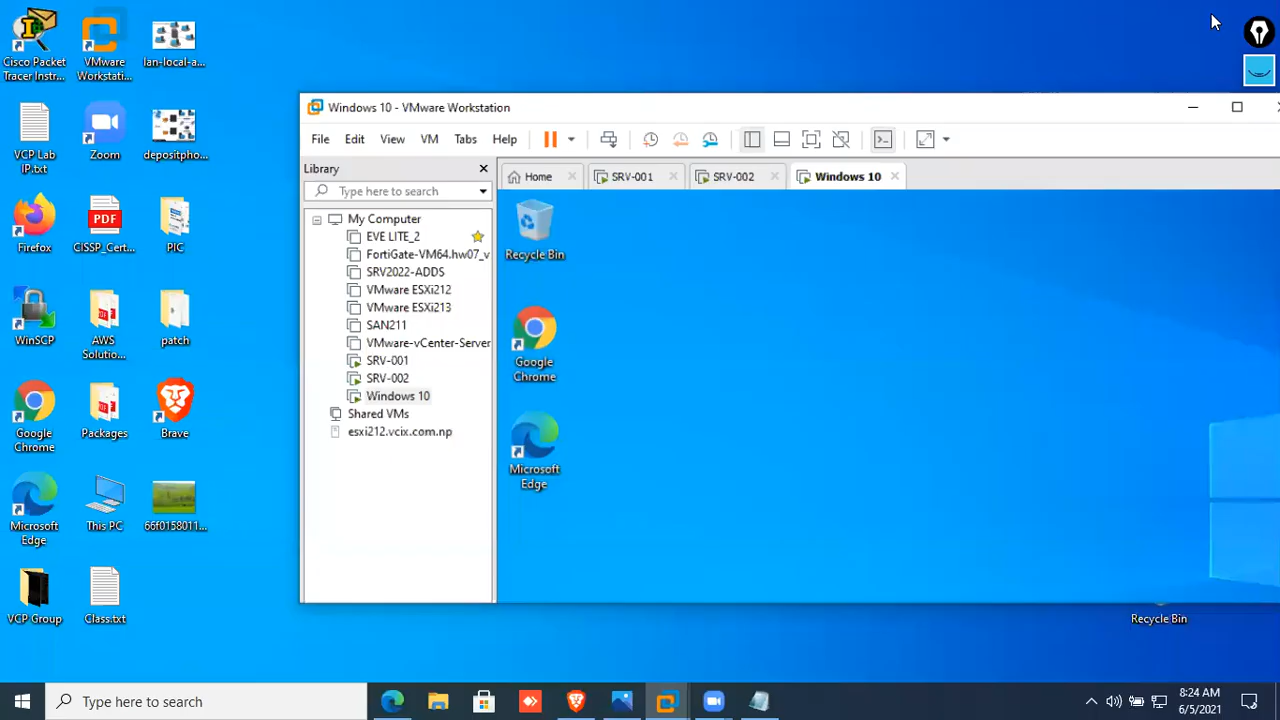 Cisco Packet
Tracer Instr...
VMware
Workstati...
lan-local-a...
VCP Lab
IP.txt
Zoom
depositpho...
Firefox
PDF
CISSP_Cert...
PIC
WinSCP
AWS
Solutio...
patch
Google
Chrome
Packages
Brave
Microsoft
Edge
This PC
66f0158011...
VCP Group
Class.txt
Windows 10 - VMware Workstation
File Edit View VM Tabs Help
Library
Type here to search
Home
SRV-001
SRV-002
Windows 10
My Computer
EVE LITE_2
FortiGate-VM64.hw07_v
SRV2022-ADDS
VMware ESXi212
VMware ESXi213
SAN211
VMware-vCenter-Server
SRV-001
SRV-002
Windows 10
Shared VMs
esxi212.vcix.com.np
Recycle Bin
Google
Chrome
Microsoft
Edge
Recycle Bin
Type here to search
8:24 AM
6/5/2021